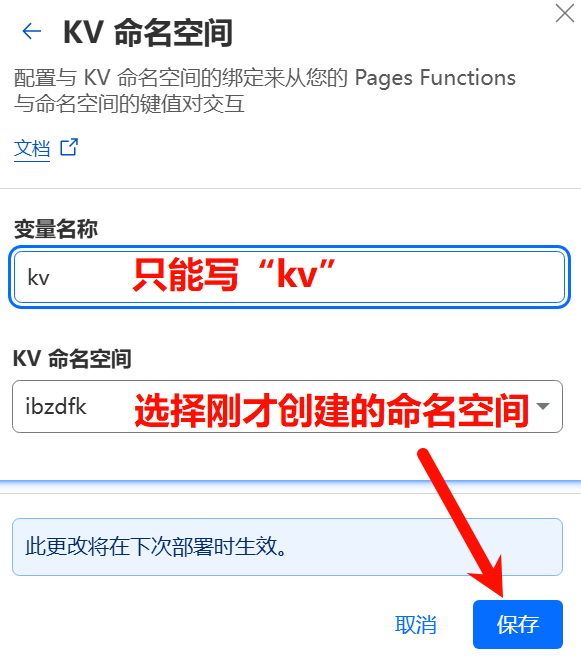 KV 命名空间
配置与 KV 命名空间的绑定来从您的 Pages Functions
与命名空间的键值对交互
文档
变量名称
kv 只能写“kv”
KV 命名空间
ibzdfk 选择刚才创建的命名空间
此更改将在下次部署时生效。
取消 保存